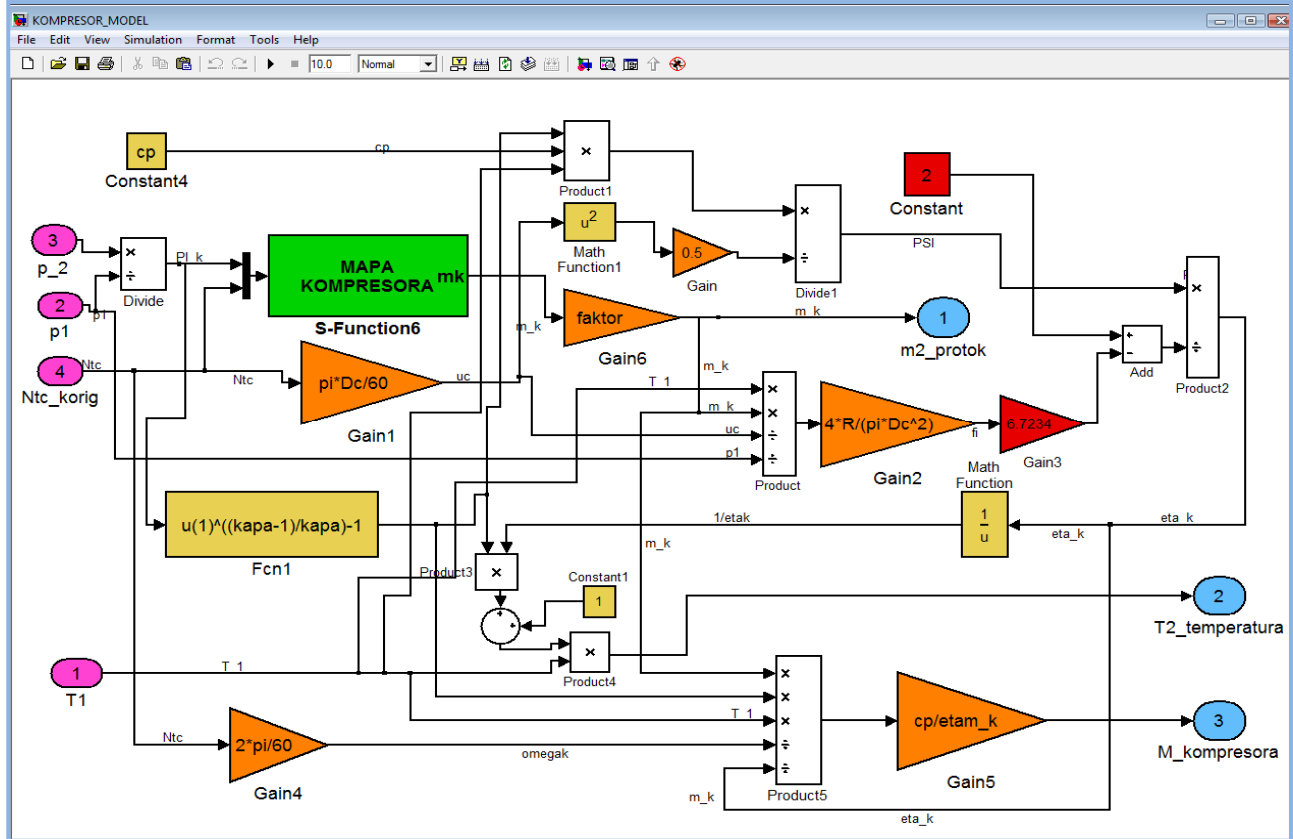 KOMPRESOR_MODEL
File Edit View Simulation Format Tools Help
10.0 Normal
cp
Constant4
cp
×
Product1
2
Constant
3
p_2
×
÷
Divide
PI_k
2
p1
p1
MAPA
KOMPRESORA
mk
S-Function6
u²
Math
Function1
0.5
Gain
×
÷
Divide1
PSI
×
÷
Product2
4
Ntc_korig
Ntc
Ntc
pi*Dc/60
Gain1
uc
m_k
faktor
Gain6
m_k
m_k
1
m2_protok
+
−
Add
T_1
m_k
uc
p1
×
×
÷
÷
Product
4*R/(pi*Dc^2)
Gain2
fi
6.7234
Gain3
u(1)^((kapa-1)/kapa)-1
Fcn1
Math
Function
1
u
1/etak
eta_k
eta_k
m_k
Product3
×
Constant1
1
+
+
×
Product4
2
T2_temperatura
1
T1
T_1
T_1
×
×
×
÷
÷
Product5
cp/etam_k
Gain5
3
M_kompresora
Ntc
2*pi/60
Gain4
omegak
m_k
eta_k